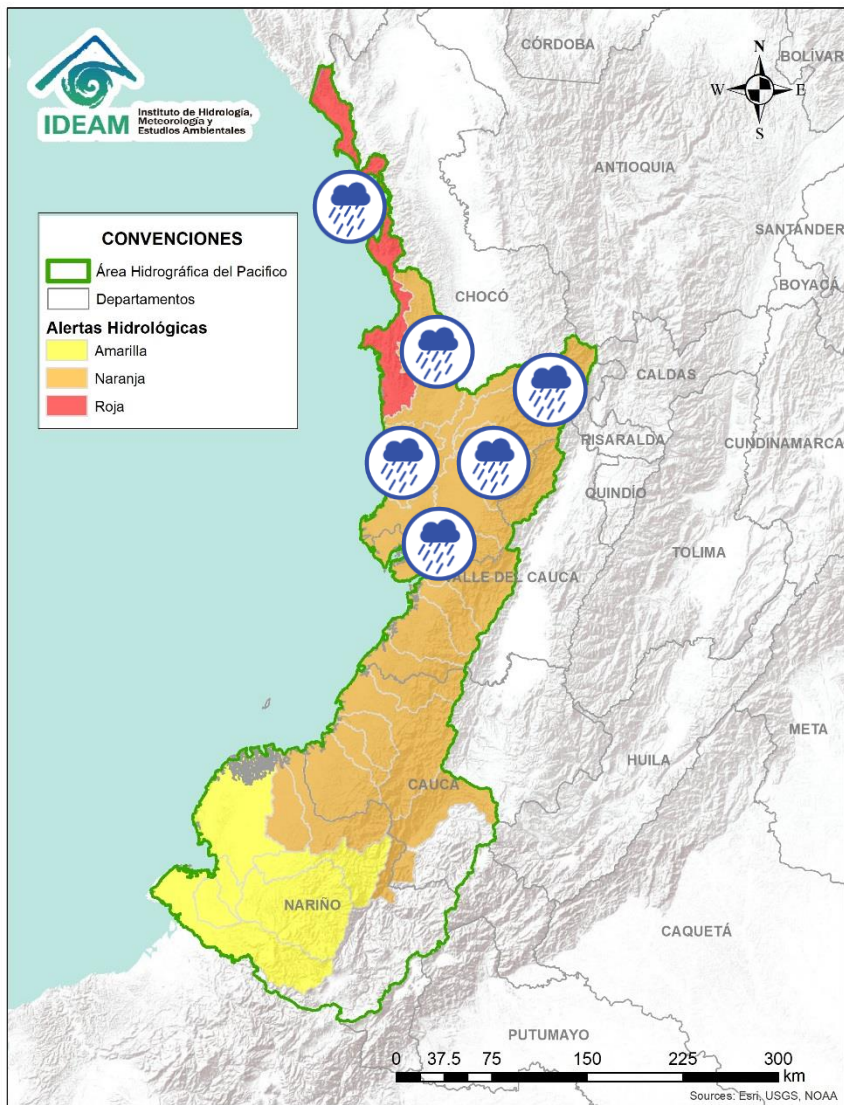 IDEAM
Instituto de Hidrología,
Meteorología y
Estudios Ambientales
CÓRDOBA
BOLÍVAR
N
W
E
S
ANTIOQUIA
SANTANDER
BOYACÁ
CONVENCIONES
Área Hidrográfica del Pacifico
Departamentos
Alertas Hidrológicas
Amarilla
Naranja
Roja
CHOCÓ
CALDAS
RISARALDA
CUNDINAMARCA
QUINDÍO
TOLIMA
VALLE DEL CAUCA
META
HUILA
CAUCA
NARIÑO
CAQUETÁ
PUTUMAYO
0 37.5 75 150 225 300
km
Sources: Esri, USGS, NOAA